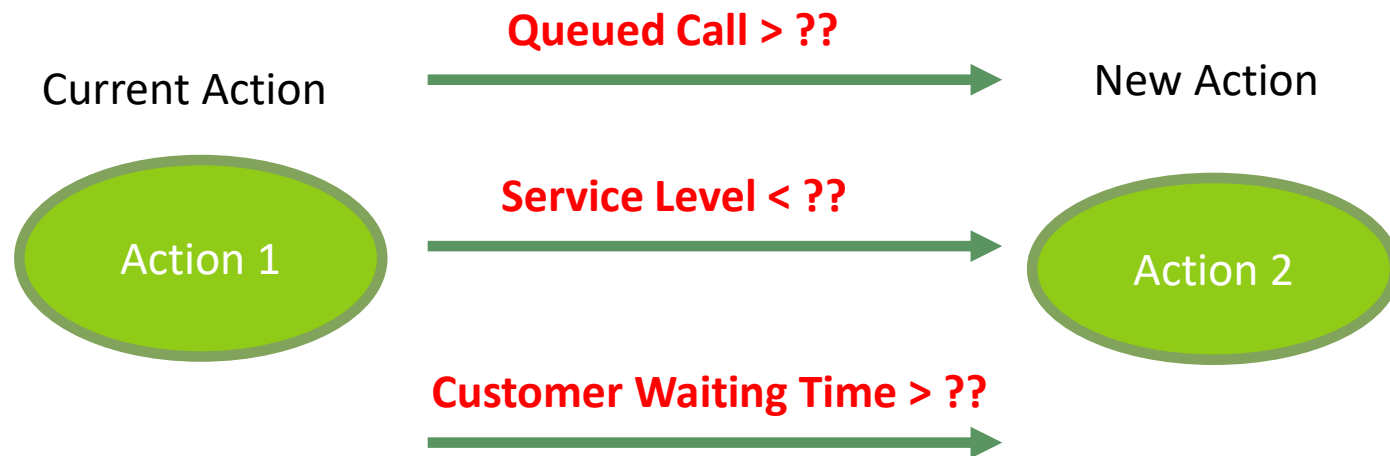 Queued Call > ??
Current Action
New Action
Service Level < ??
Action 1
Action 2
Customer Waiting Time > ??